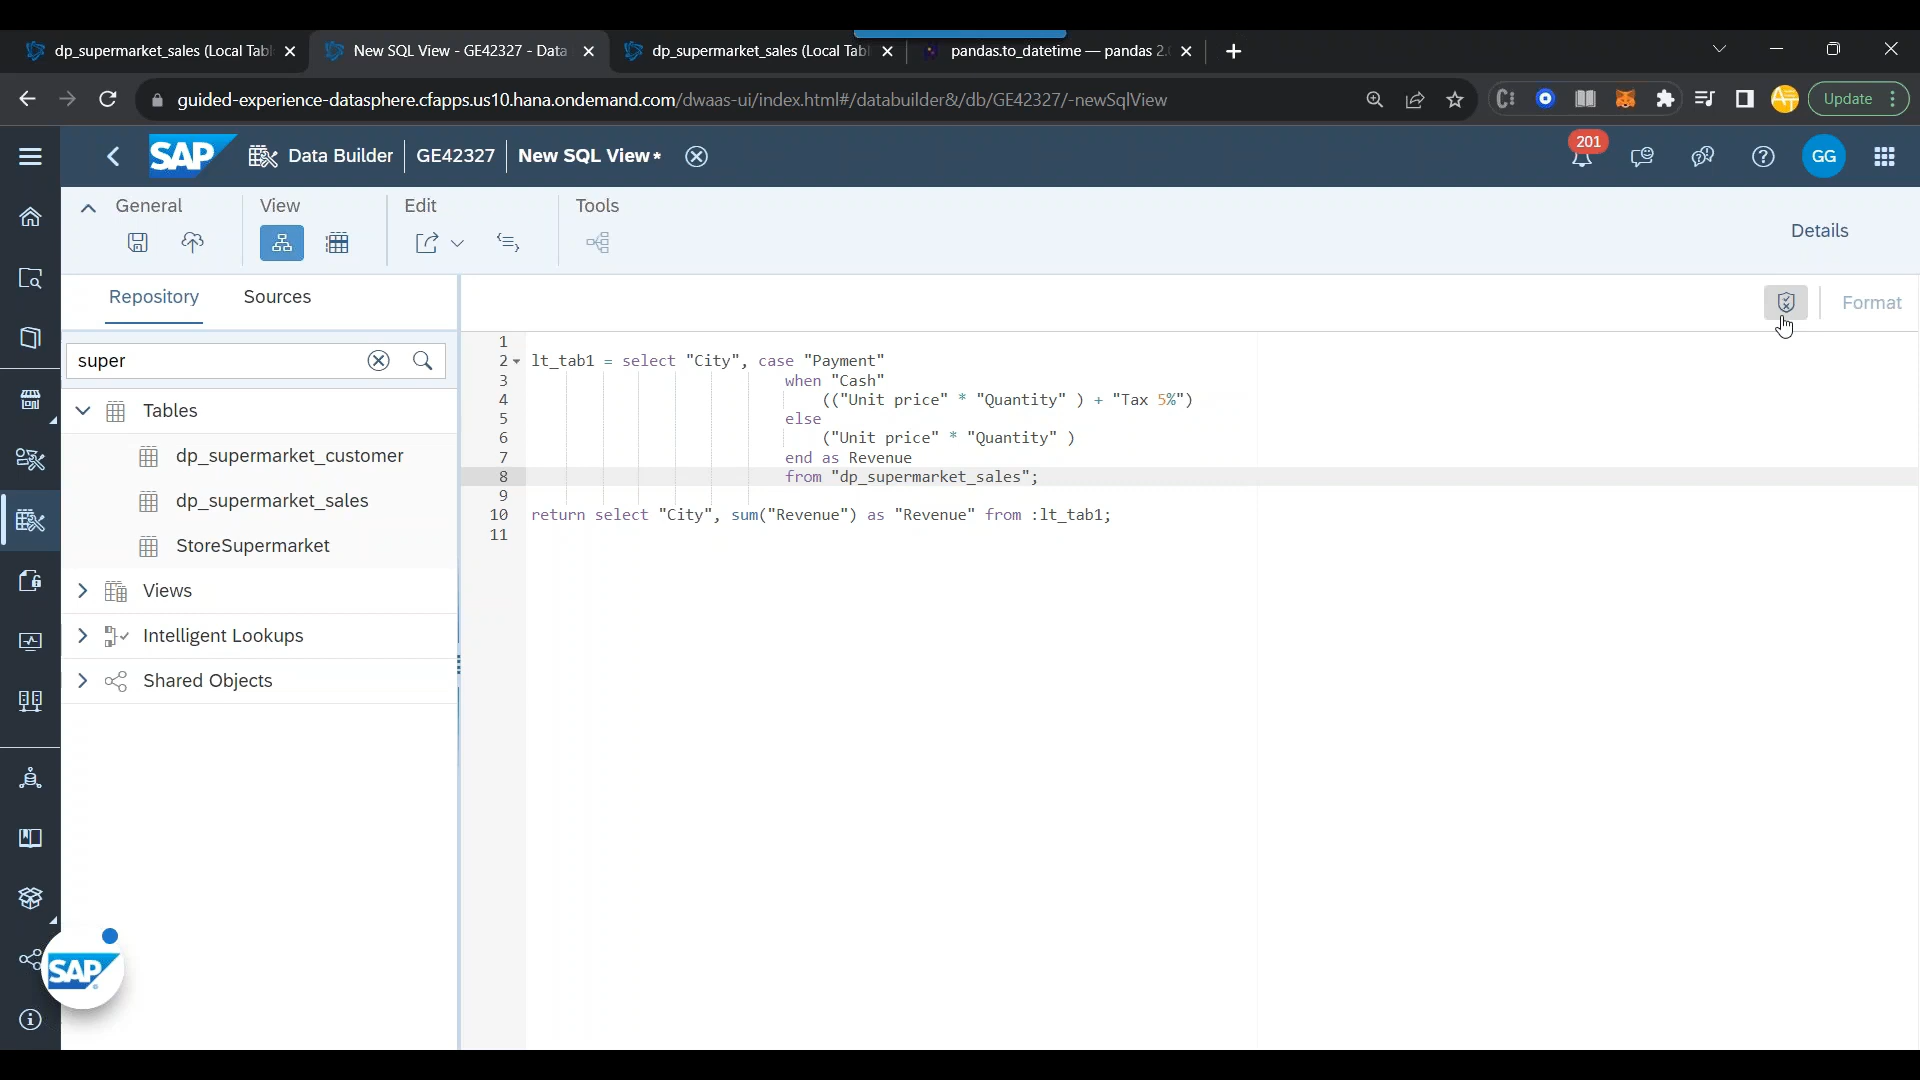 dp_supermarket_sales (Local Tabl
New SQL View - GE42327 - Data
dp_supermarket_sales (Local Tabl
pandas.to_datetime — pandas 2.
guided-experience-datasphere.cfapps.us10.hana.ondemand.com/dwaas-ui/index.html#/databuilder&/db/GE42327/-newSqlView
Update
SAP
Data Builder
GE42327
New SQL View*
201
GG
General
View
Edit
Tools
Details
Repository
Sources
Format
super
Tables
dp_supermarket_customer
dp_supermarket_sales
StoreSupermarket
Views
Intelligent Lookups
Shared Objects
1
2 lt_tab1 = select "City", case "Payment"
3 when "Cash"
4 (("Unit price" * "Quantity" ) + "Tax 5%")
5 else
6 ("Unit price" * "Quantity" )
7 end as Revenue
8 from "dp_supermarket_sales";
9
10 return select "City", sum("Revenue") as "Revenue" from :lt_tab1;
11
SAP